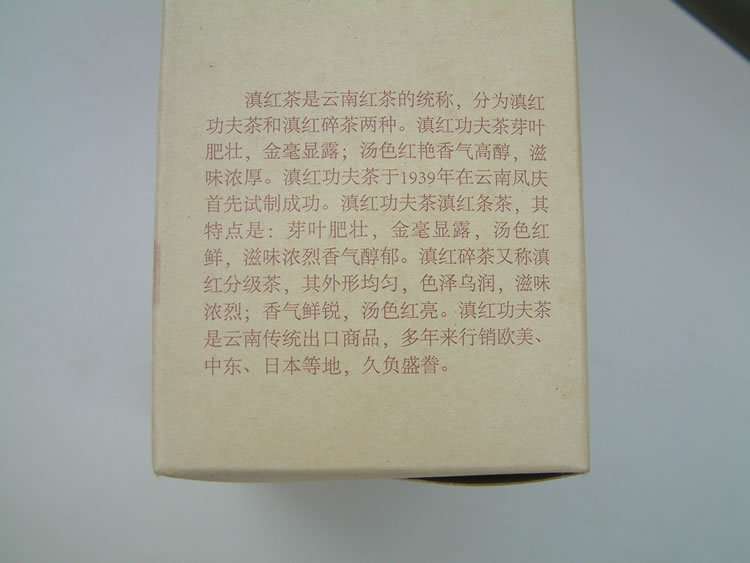 滇红茶是云南红茶的统称，分为滇红
功夫茶和滇红碎茶两种。滇红功夫茶芽叶
肥壮，金毫显露；汤色红艳香气高醇，滋
味浓厚。滇红功夫茶于1939年在云南凤庆
首先试制成功。滇红功夫茶滇红条茶，其
特点是：芽叶肥壮，金毫显露，汤色红
鲜，滋味浓烈香气醇郁。滇红碎茶又称滇
红分级茶，其外形均匀，色泽乌润，滋味
浓烈；香气鲜锐，汤色红亮。滇红功夫茶
是云南传统出口商品，多年来行销欧美、
中东、日本等地，久负盛誊。